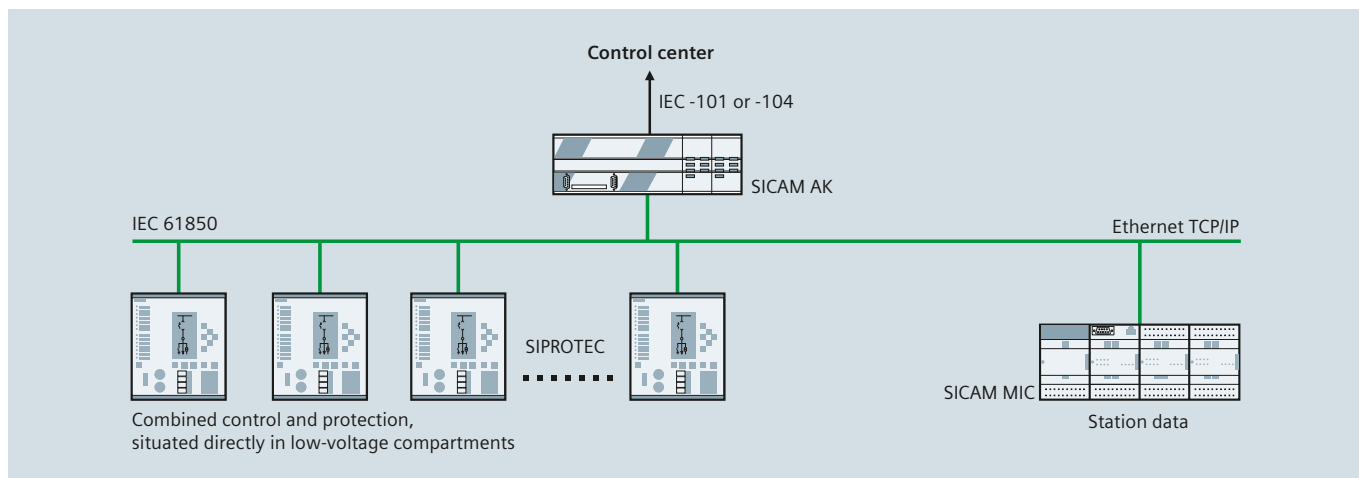 Control center
IEC -101 or -104
SICAM AK
IEC 61850
Ethernet TCP/IP
SIPROTEC
SICAM MIC
Combined control and protection,
situated directly in low-voltage compartments
Station data